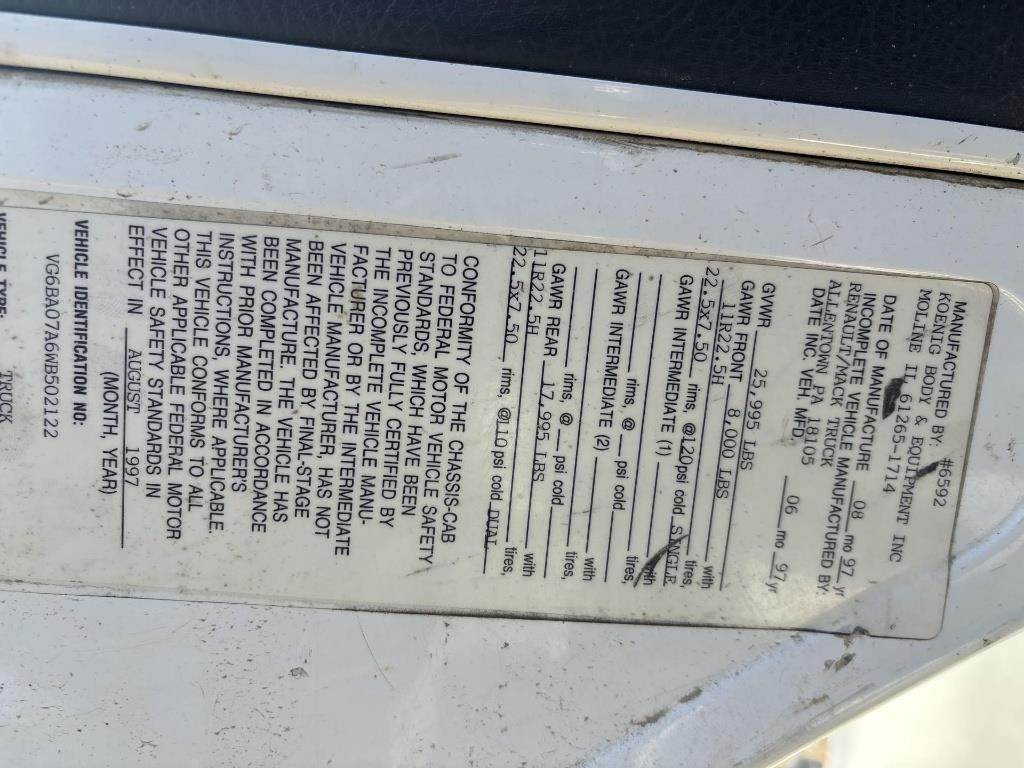 MANUFACTURED BY: #6592
KOENIG BODY & EQUIPMENT INC
MOLINE IL 61265-1714
DATE OF MANUFACTURE 08 mo 97 yr
INCOMPLETE VEHICLE MANUFACTURED BY:
RENAULT/MACK TRUCK
ALLENTOWN PA 18105
DATE INC. VEH. MFD. 06 mo 97 yr
GVWR 25,995 LBS
GAWR FRONT 8,000 LBS with
11R22.5H tires,
22.5x7.50 rims, @120psi cold SINGLE
GAWR INTERMEDIATE (1) with
tires,
rims, @ psi cold
GAWR INTERMEDIATE (2) with
tires,
rims, @ psi cold
GAWR REAR 17,995 LBS with
11R22.5H tires,
22.5x7.50 rims, @110psi cold DUAL
CONFORMITY OF THE CHASSIS-CAB
TO FEDERAL MOTOR VEHICLE SAFETY
STANDARDS, WHICH HAVE BEEN
PREVIOUSLY FULLY CERTIFIED BY
THE INCOMPLETE VEHICLE MANU-
FACTURER OR BY THE INTERMEDIATE
VEHICLE MANUFACTURER, HAS NOT
BEEN AFFECTED BY FINAL-STAGE
MANUFACTURE. THE VEHICLE HAS
BEEN COMPLETED IN ACCORDANCE
WITH PRIOR MANUFACTURER'S
INSTRUCTIONS, WHERE APPLICABLE.
THIS VEHICLE CONFORMS TO ALL
OTHER APPLICABLE FEDERAL MOTOR
VEHICLE SAFETY STANDARDS IN
EFFECT IN AUGUST 1997
(MONTH, YEAR)
VEHICLE IDENTIFICATION NO:
VG6BA07A6WB502122
VEHICLE TYPE: TRUCK